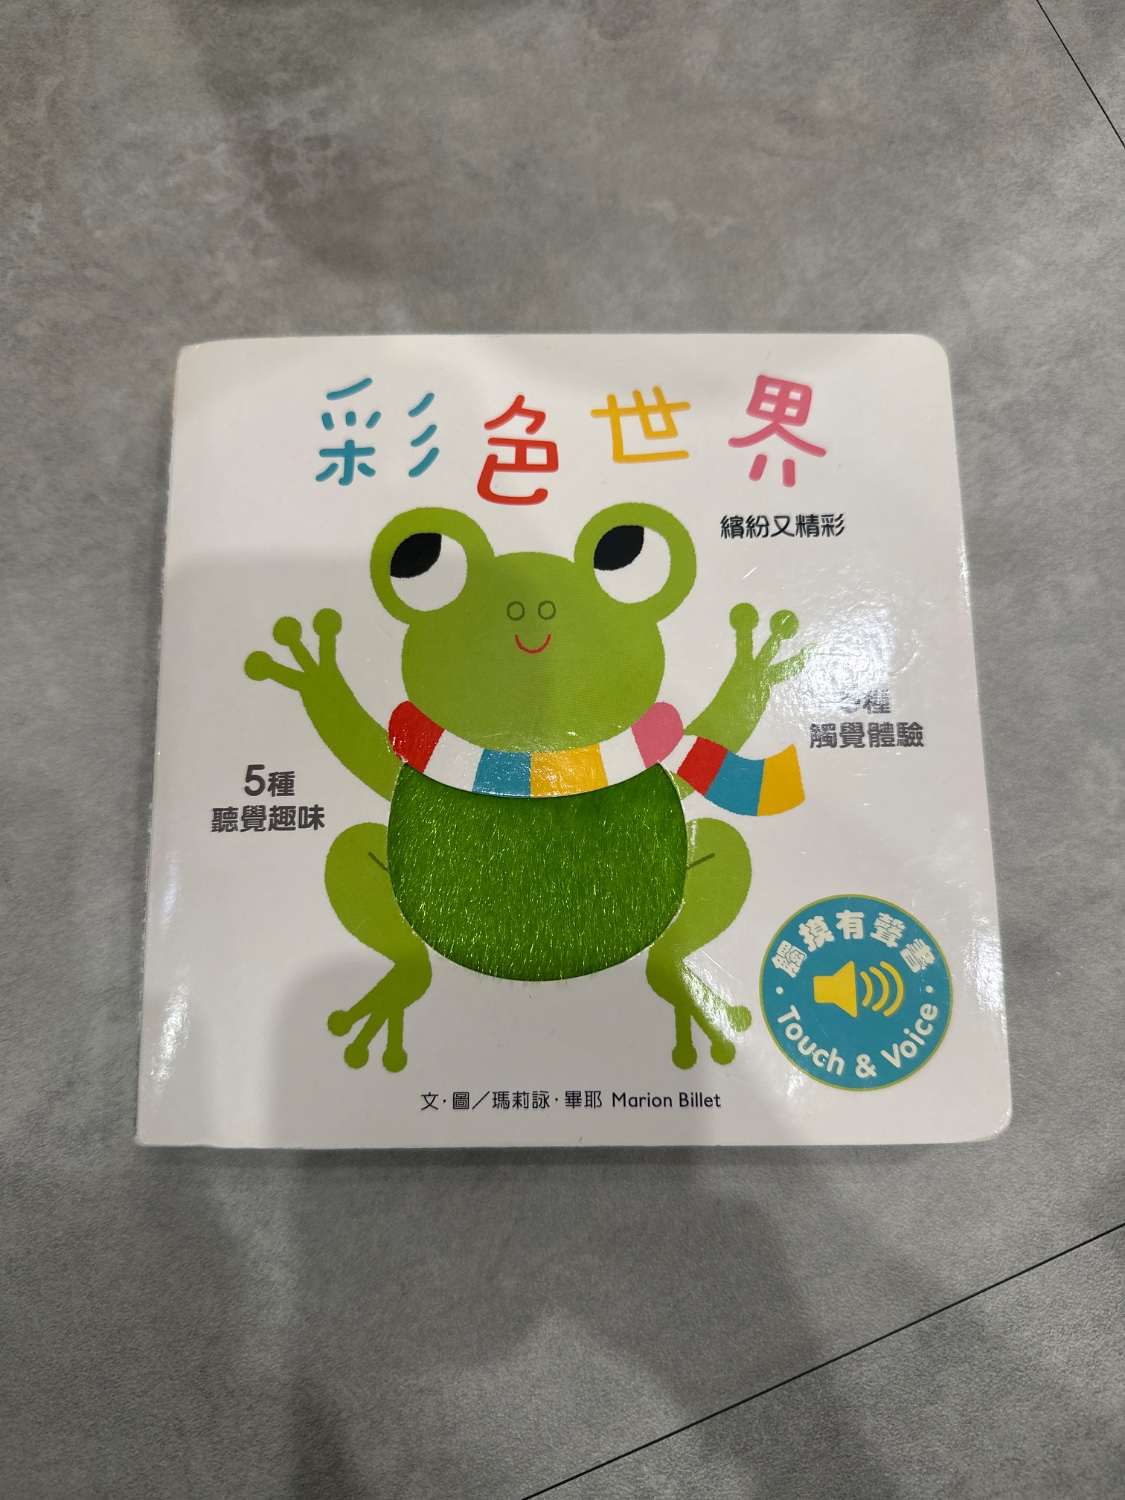 彩色世界
繽紛又精彩
種
觸覺體驗
5種
聽覺趣味
觸摸有聲書
Touch & Voice
文·圖／瑪莉詠·畢耶 Marion Billet